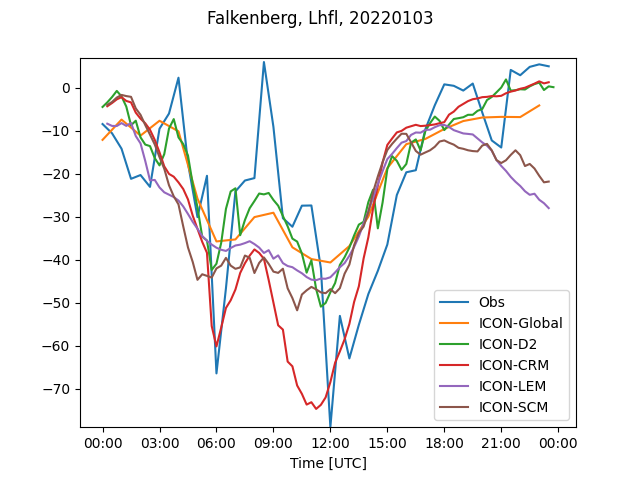 Falkenberg, Lhfl, 20220103
0
−10
−20
−30
−40
−50
−60
−70
Obs
ICON-Global
ICON-D2
ICON-CRM
ICON-LEM
ICON-SCM
00:00 03:00 06:00 09:00 12:00 15:00 18:00 21:00 00:00
Time [UTC]